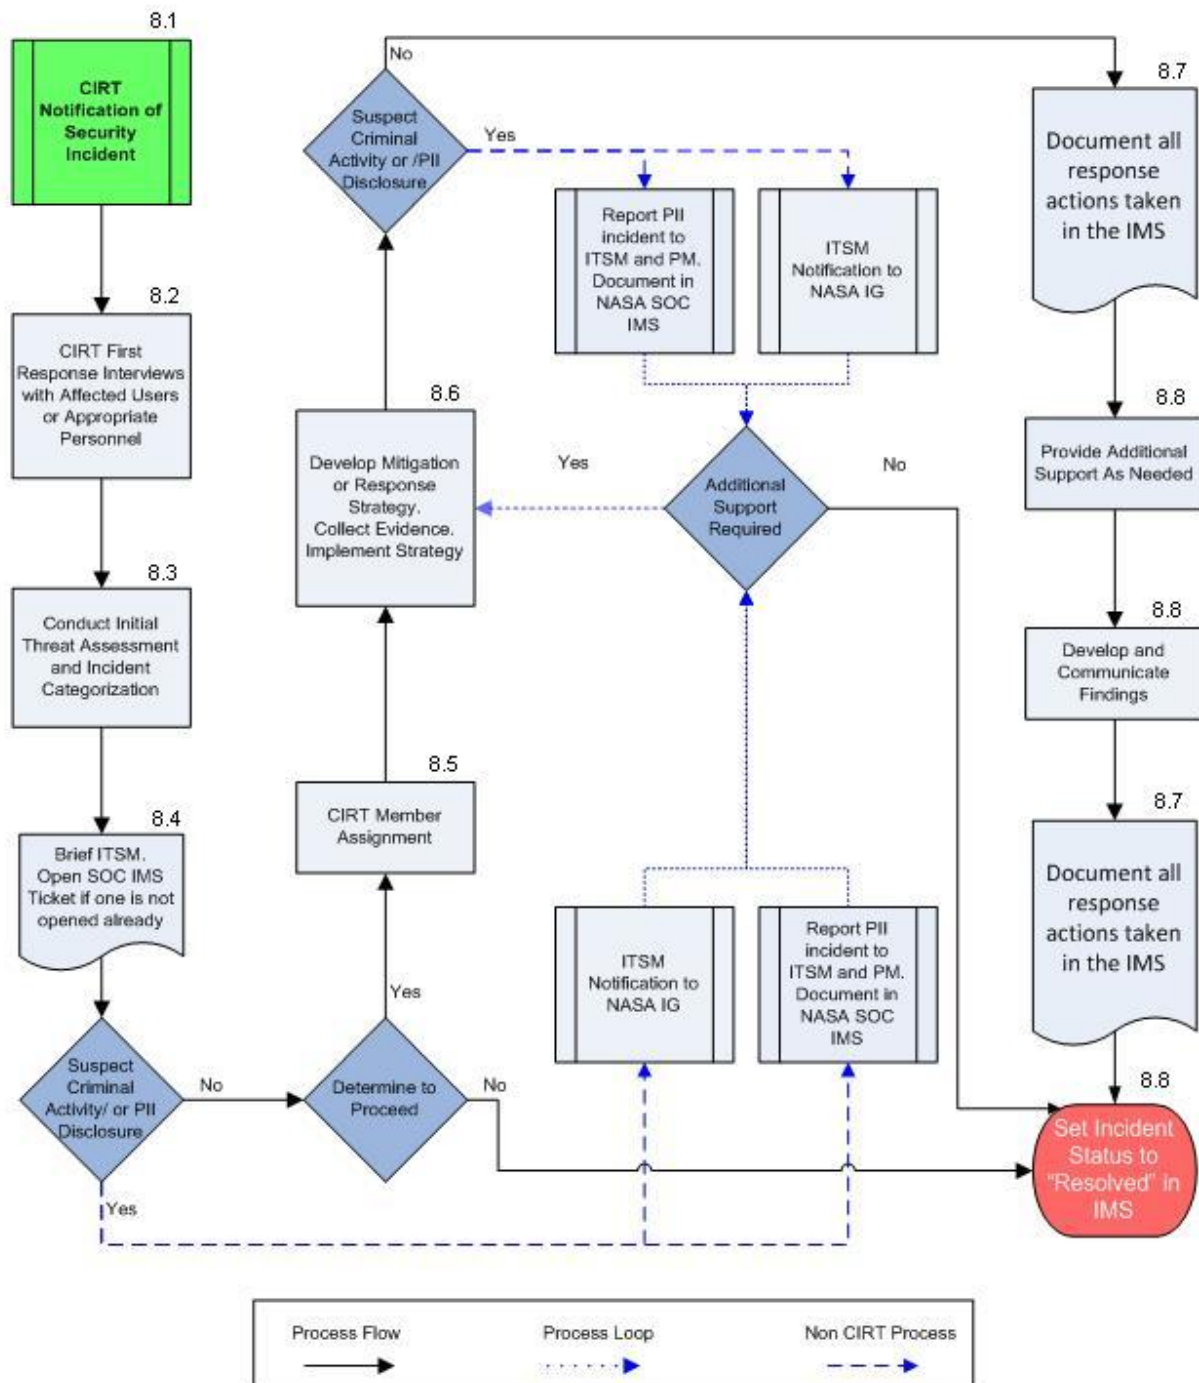 8.1
CIRT
Notification of
Security
Incident
8.2
CIRT First
Response Interviews
with Affected Users
or Appropriate
Personnel
8.3
Conduct Initial
Threat Assessment
and Incident
Categorization
8.4
Brief ITSM.
Open SOC IMS
Ticket if one is not
opened already
Suspect
Criminal
Activity/ or PII
Disclosure
No
Yes
Determine to
Proceed
Yes
No
8.5
CIRT Member
Assignment
8.6
Develop Mitigation
or Response
Strategy.
Collect Evidence.
Implement Strategy
Suspect
Criminal
Activity or /PII
Disclosure
No
Yes
Report PII
incident to
ITSM and PM.
Document in
NASA SOC
IMS
ITSM
Notification to
NASA IG
Additional
Support
Required
Yes
No
ITSM
Notification to
NASA IG
Report PII
incident to
ITSM and PM.
Document in
NASA SOC
IMS
8.7
Document all
response
actions taken
in the IMS
8.8
Provide Additional
Support As Needed
8.8
Develop and
Communicate
Findings
8.7
Document all
response
actions taken
in the IMS
8.8
Set Incident
Status to
"Resolved" in
IMS
Process Flow
Process Loop
Non CIRT Process